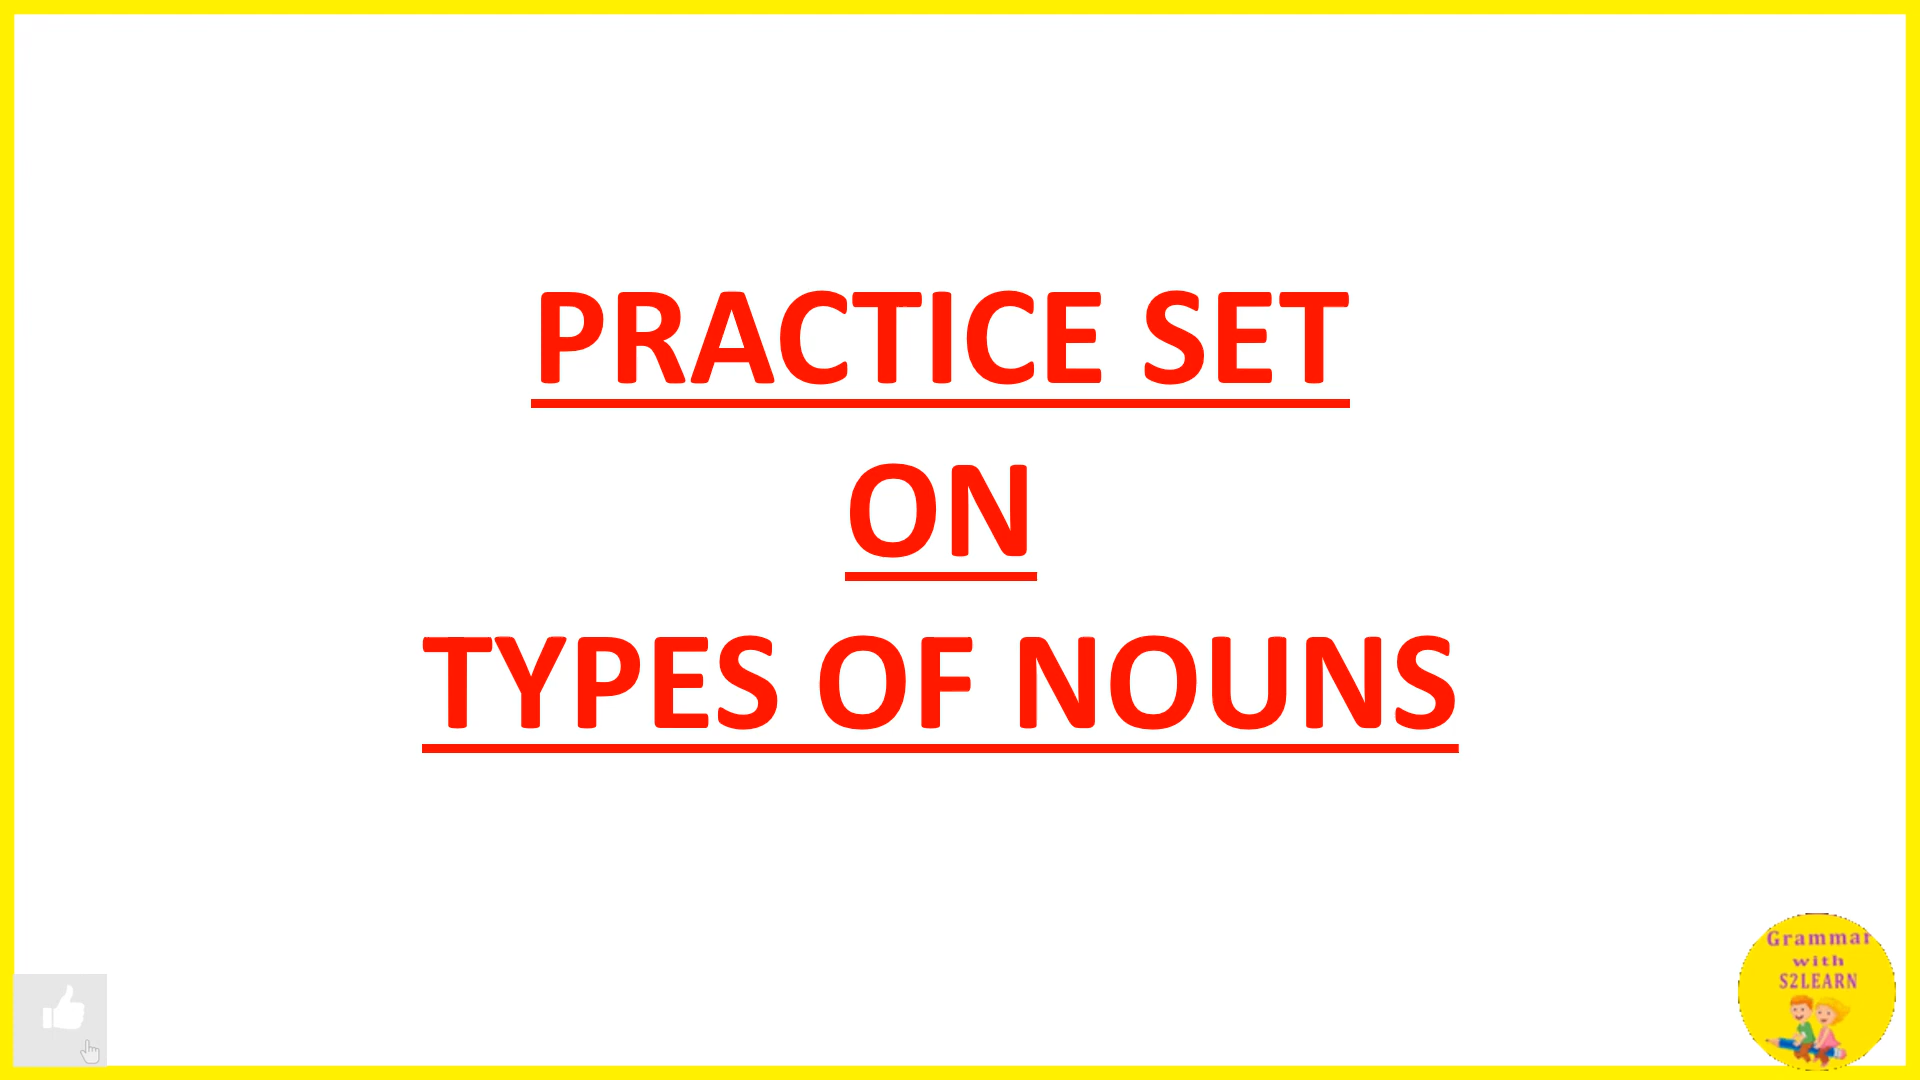 PRACTICE SET
ON
TYPES OF NOUNS
Grammar
with
S2LEARN